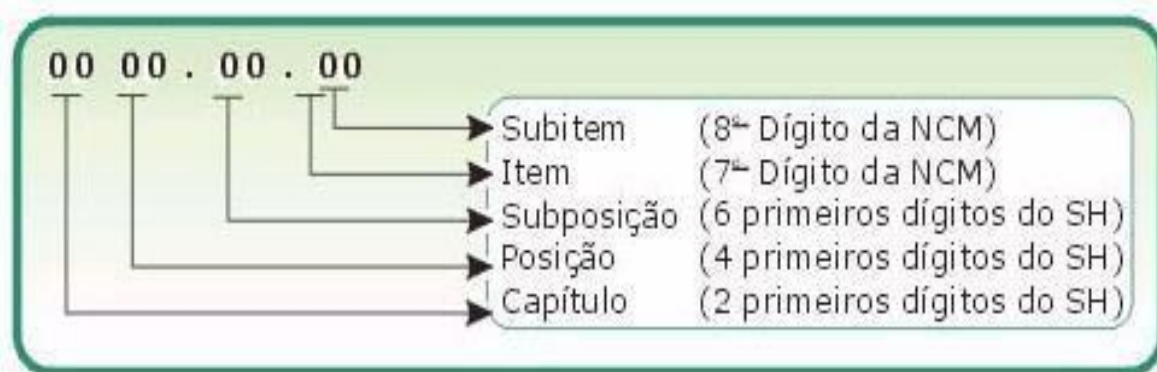 00 00 . 00 . 00
Subitem (8º Dígito da NCM)
Item (7º Dígito da NCM)
Subposição (6 primeiros dígitos do SH)
Posição (4 primeiros dígitos do SH)
Capítulo (2 primeiros dígitos do SH)